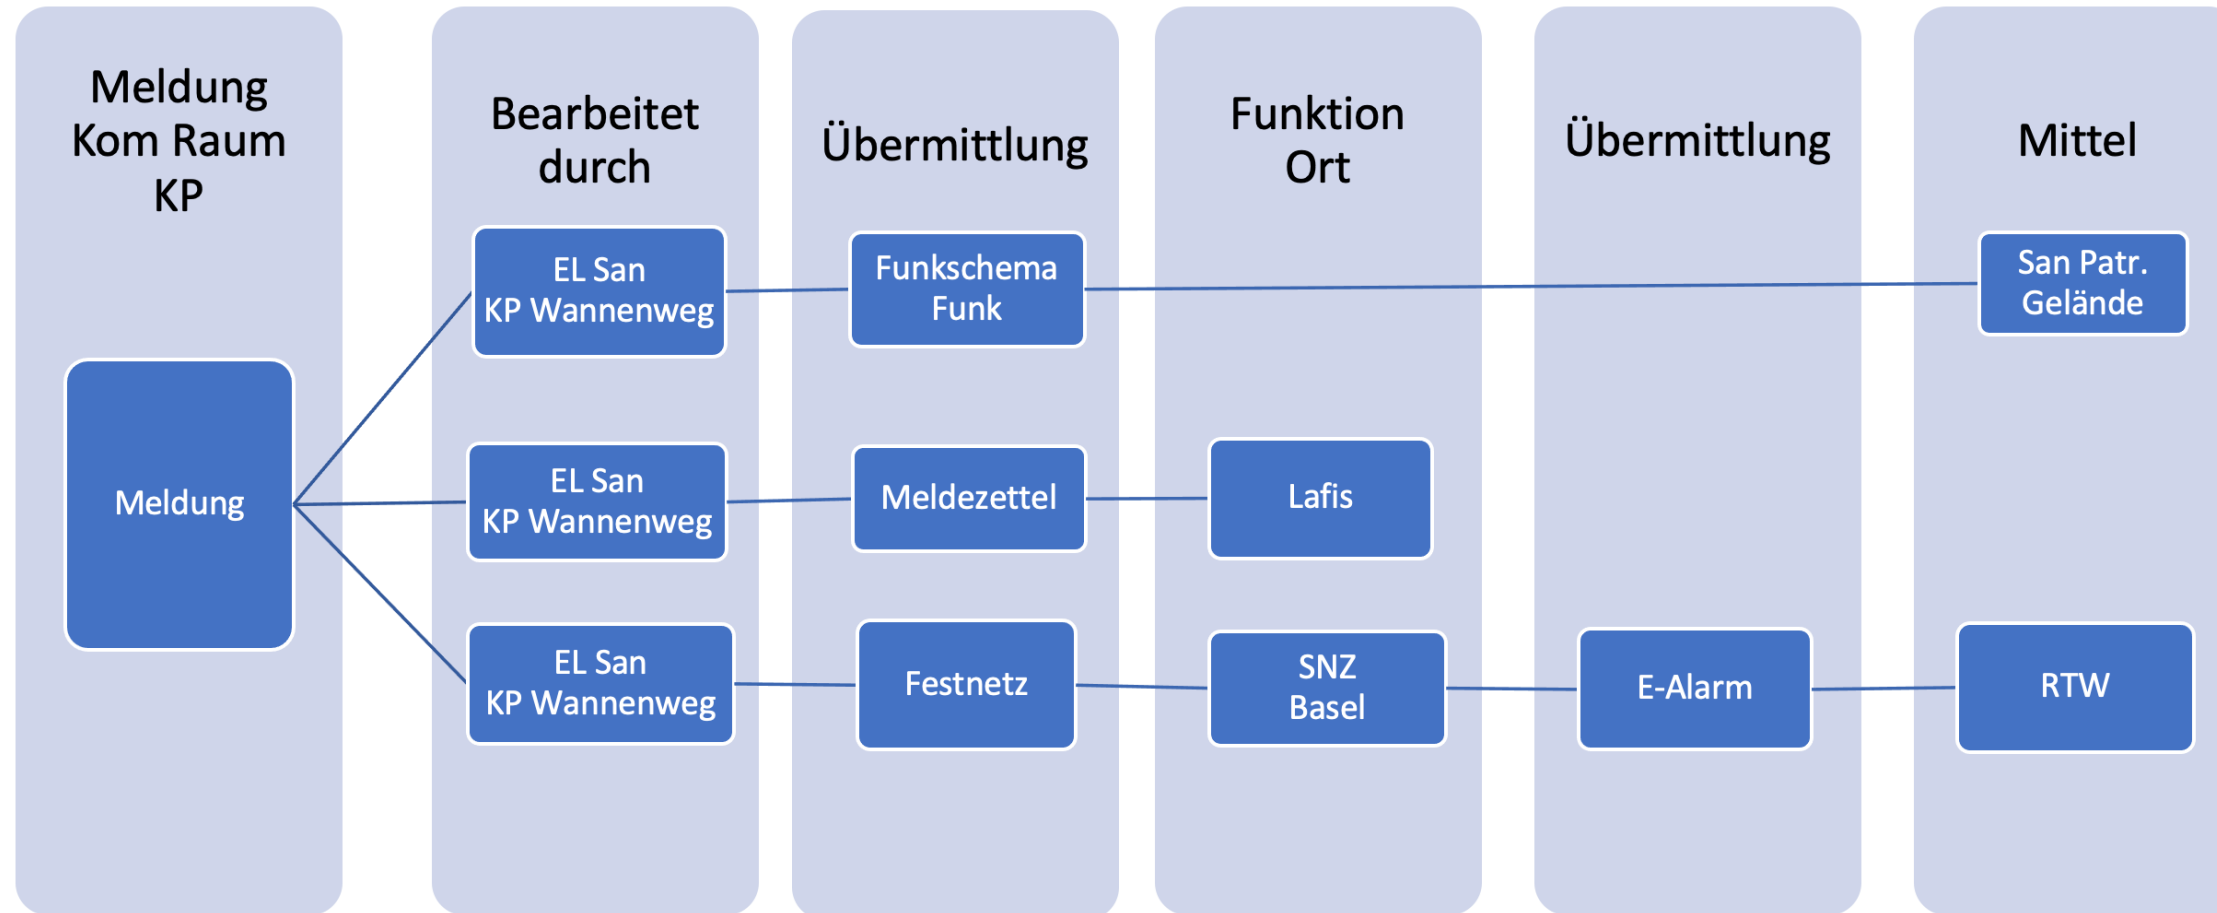 Meldung
Kom Raum
KP
Bearbeitet
durch
Übermittlung
Funktion
Ort
Übermittlung
Mittel
Meldung
EL San
KP Wannenweg
Funkschema
Funk
San Patr.
Gelände
EL San
KP Wannenweg
Meldezettel
Lafis
EL San
KP Wannenweg
Festnetz
SNZ
Basel
E-Alarm
RTW